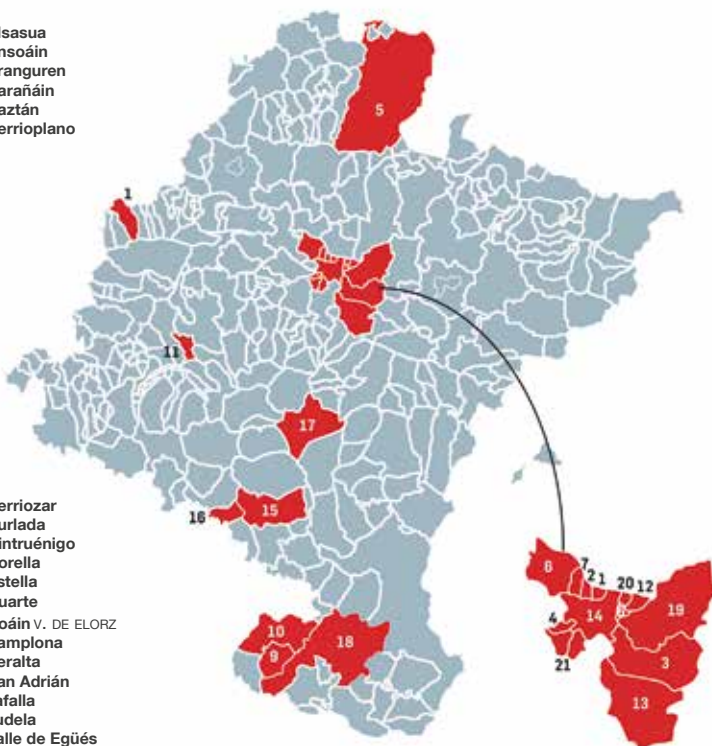 lsasua
nsoáin
ranguren
arañáin
aztán
errioplano
5
1
11
17
16
15
10
9
18
erriozar
urlada
intruénigo
orella
stella
uarte
oáin V. DE ELORZ
amplona
eralta
an Adrián
afalla
udela
alle de Egüés
6
7
2
1
20
12
19
14
4
21
3
13